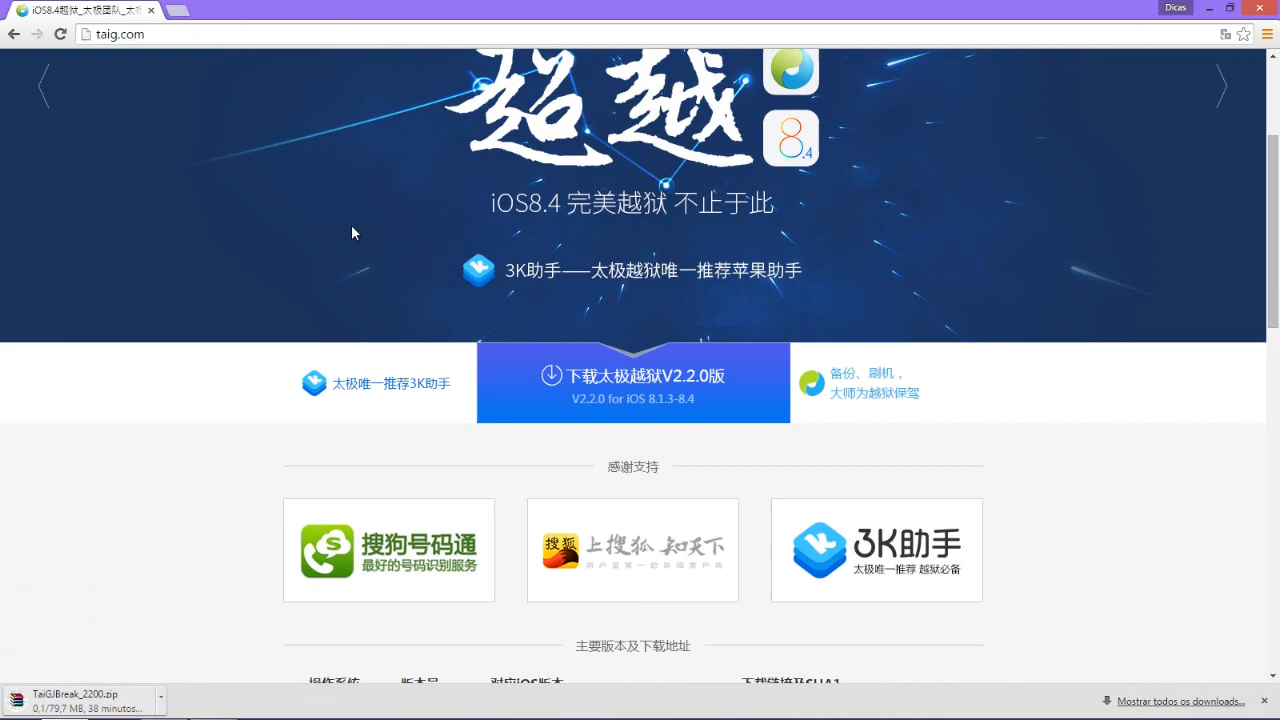 iOS8.4越狱_太极团队_太
Dicas
taig.com
超越
8.4
iOS8.4 完美越狱 不止于此
3K助手——太极越狱唯一推荐苹果助手
太极唯一推荐3K助手
下载太极越狱V2.2.0版
V2.2.0 for iOS 8.1.3-8.4
备份、刷机，
大师为越狱保驾
感谢支持
搜狗号码通
最好的号码识别服务
搜狐
上搜狐 知天下
3K助手
太极唯一推荐 越狱必备
主要版本及下载地址
操作系统 版本号 对应iOS版本 下载链接及SHA1
TaiGJBreak_2200.zip
0,1/79,7 MB, 38 minutos...
Mostrar todos os downloads...